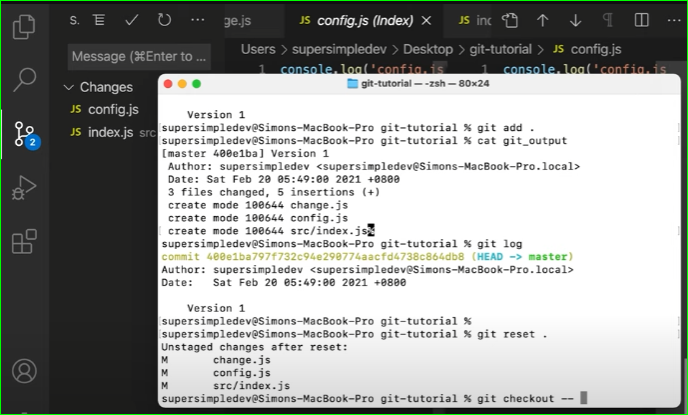 S.
ge.js
JS config.js (Index)
JS
Message (⌘Enter to ...
Users > supersimpledev > Desktop > git-tutorial > JS config.js
Changes
1 console.log('config.js
1 console.log('config.js
JS config.js
JS index.js src
2
git-tutorial — -zsh — 80×24
Version 1
supersimpledev@Simons-MacBook-Pro git-tutorial % git add .
supersimpledev@Simons-MacBook-Pro git-tutorial % cat git_output
[master 400e1ba] Version 1
Author: supersimpledev <supersimpledev@Simons-MacBook-Pro.local>
Date: Sat Feb 20 05:49:00 2021 +0800
3 files changed, 5 insertions (+)
create mode 100644 change.js
create mode 100644 config.js
create mode 100644 src/index.js%
supersimpledev@Simons-MacBook-Pro git-tutorial % git log
commit 400e1ba797f732c94e290774aacfd4738c864db8 (HEAD -> master)
Author: supersimpledev <supersimpledev@Simons-MacBook-Pro.local>
Date: Sat Feb 20 05:49:00 2021 +0800
Version 1
supersimpledev@Simons-MacBook-Pro git-tutorial %
supersimpledev@Simons-MacBook-Pro git-tutorial % git reset .
Unstaged changes after reset:
M change.js
M config.js
M src/index.js
supersimpledev@Simons-MacBook-Pro git-tutorial % git checkout --